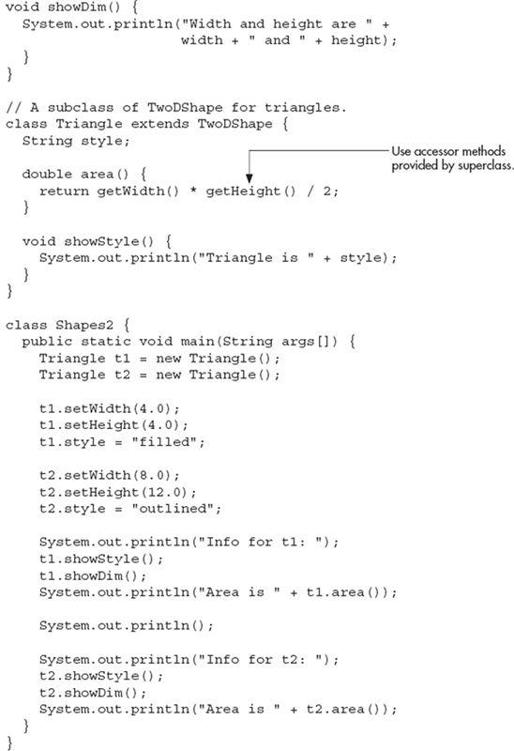 void showDim() {
System.out.println("Width and height are " +
width + " and " + height);
}
}
// A subclass of TwoDShape for triangles.
class Triangle extends TwoDShape {
String style;
double area() {
return getWidth() * getHeight() / 2;
}
Use accessor methods
provided by superclass.
void showStyle() {
System.out.println("Triangle is " + style);
}
}
class Shapes2 {
public static void main(String args[]) {
Triangle t1 = new Triangle();
Triangle t2 = new Triangle();
t1.setWidth(4.0);
t1.setHeight(4.0);
t1.style = "filled";
t2.setWidth(8.0);
t2.setHeight(12.0);
t2.style = "outlined";
System.out.println("Info for t1: ");
t1.showStyle();
t1.showDim();
System.out.println("Area is " + t1.area());
System.out.println();
System.out.println("Info for t2: ");
t2.showStyle();
t2.showDim();
System.out.println("Area is " + t2.area());
}
}